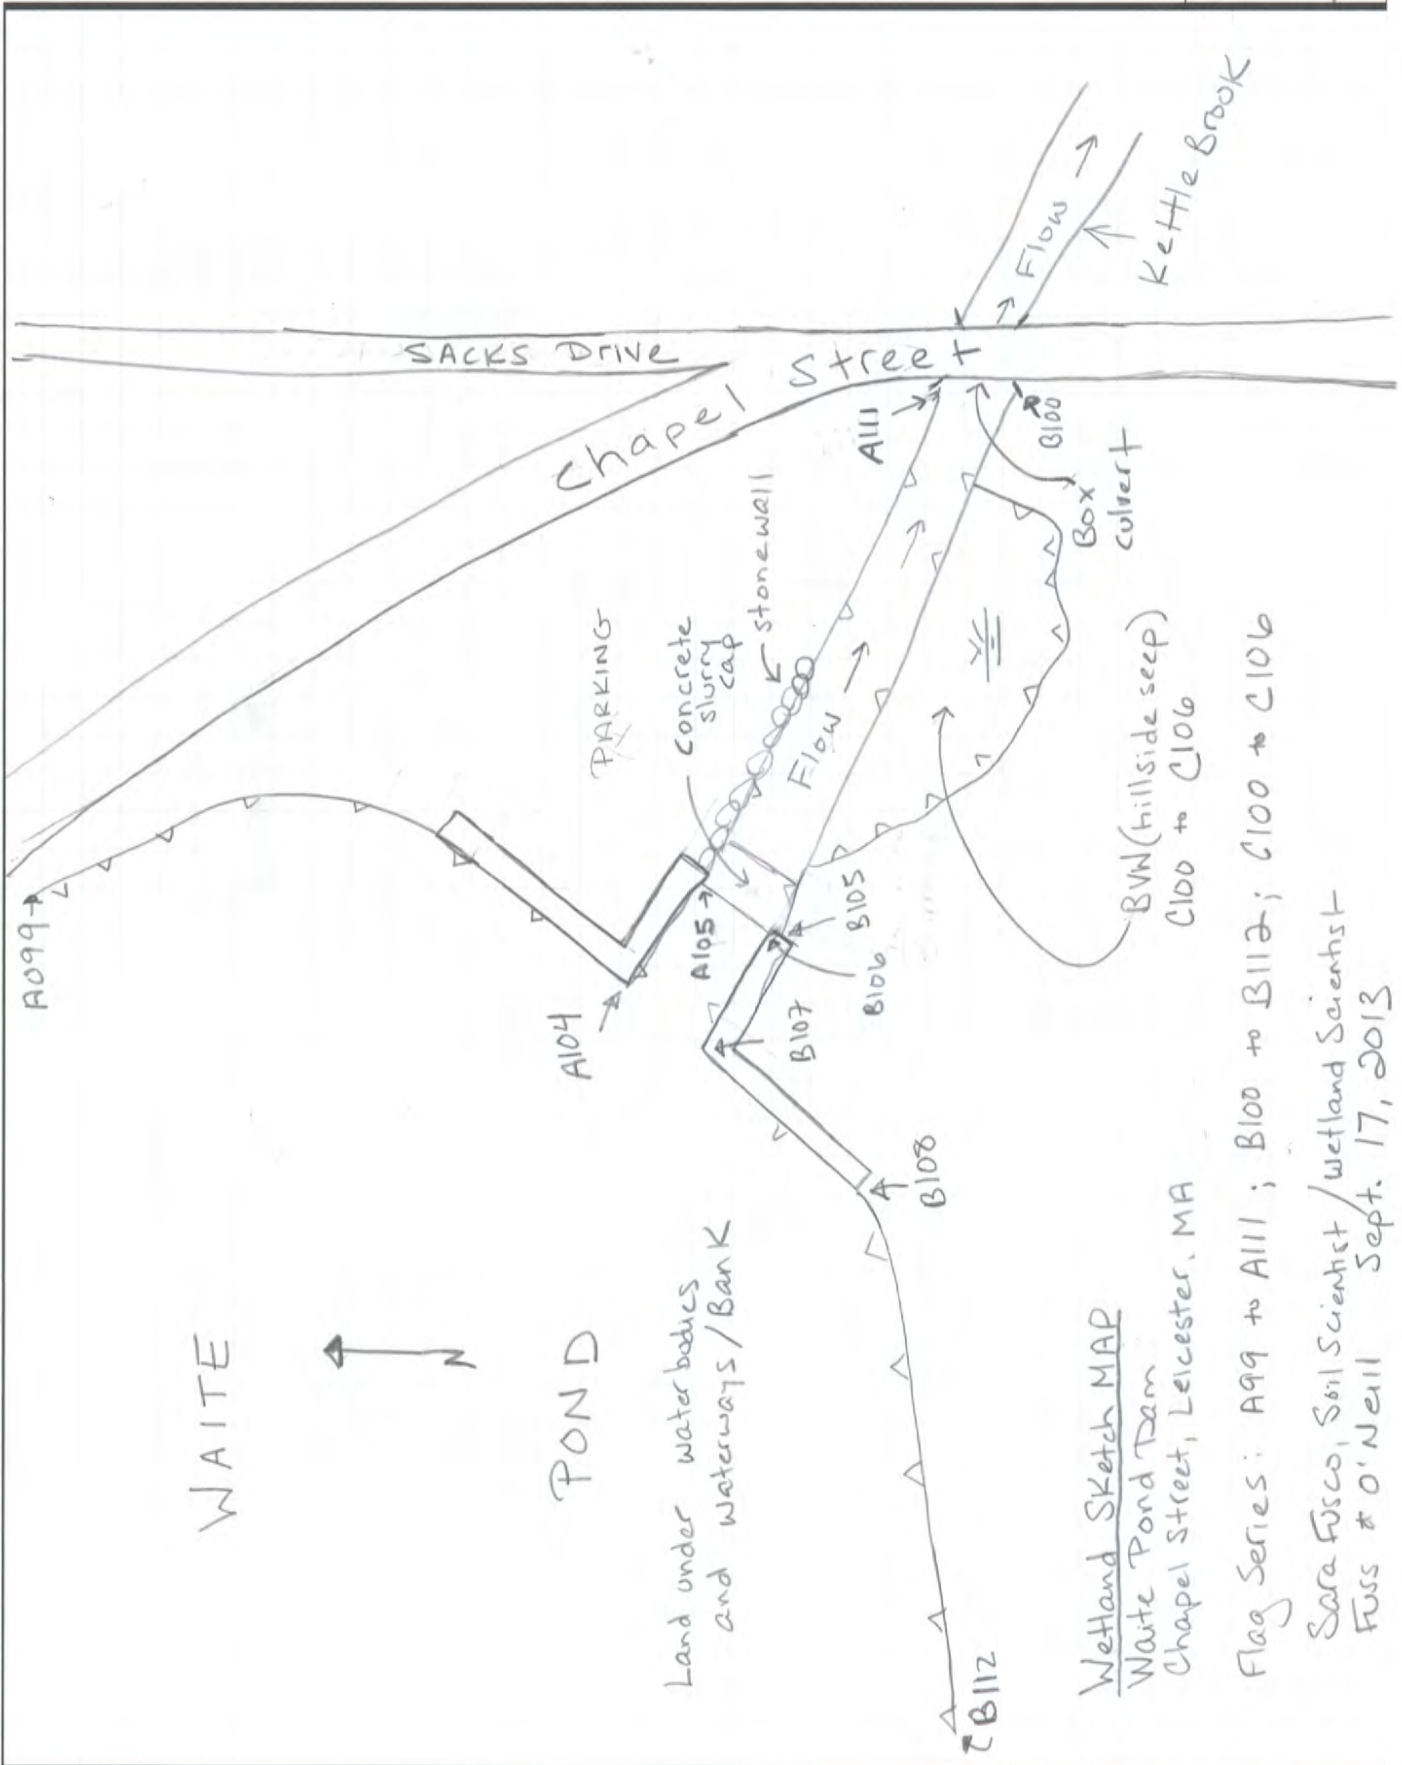 WAITE
N
POND
Land under waterbodies
and waterways/Bank
A099
A104
PARKING
Concrete
slurry
cap
stonewall
A105
B105
B106
B107
B108
B112
Flow
SACKS Drive
Chapel Street
A111
B100
Box
Culvert
Flow
Kettle Brook
BVW (hillside seep)
C100 to C106
Wetland Sketch MAP
Waite Pond Dam
Chapel Street, Leicester, MA
Flag Series: A99 to A111; B100 to B112; C100 to C106
Sara Fusco, Soil Scientist/Wetland Scientist
Fuss & O'Neill Sept. 17, 2013